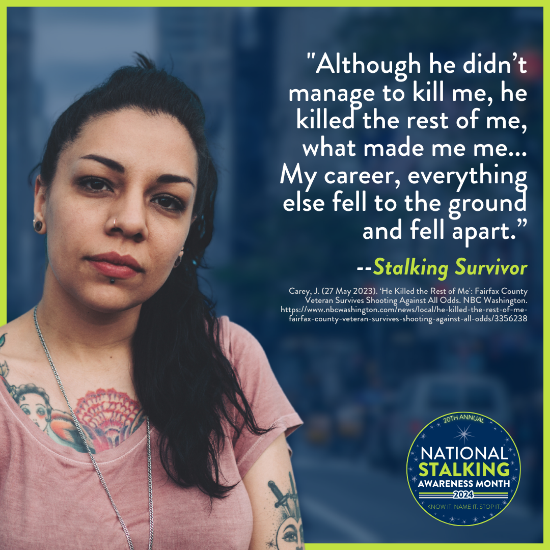 "Although he didn’t
manage to kill me, he
killed the rest of me,
what made me me...
My career, everything
else fell to the ground
and fell apart.”
--Stalking Survivor
Carey, J. (27 May 2023). 'He Killed the Rest of Me': Fairfax County
Veteran Survives Shooting Against All Odds. NBC Washington.
https://www.nbcwashington.com/news/local/he-killed-the-rest-of-me-
fairfax-county-veteran-survives-shooting-against-all-odds/3356238
20TH ANNUAL
NATIONAL
STALKING
AWARENESS MONTH
2024
KNOW IT. NAME IT. STOP IT.